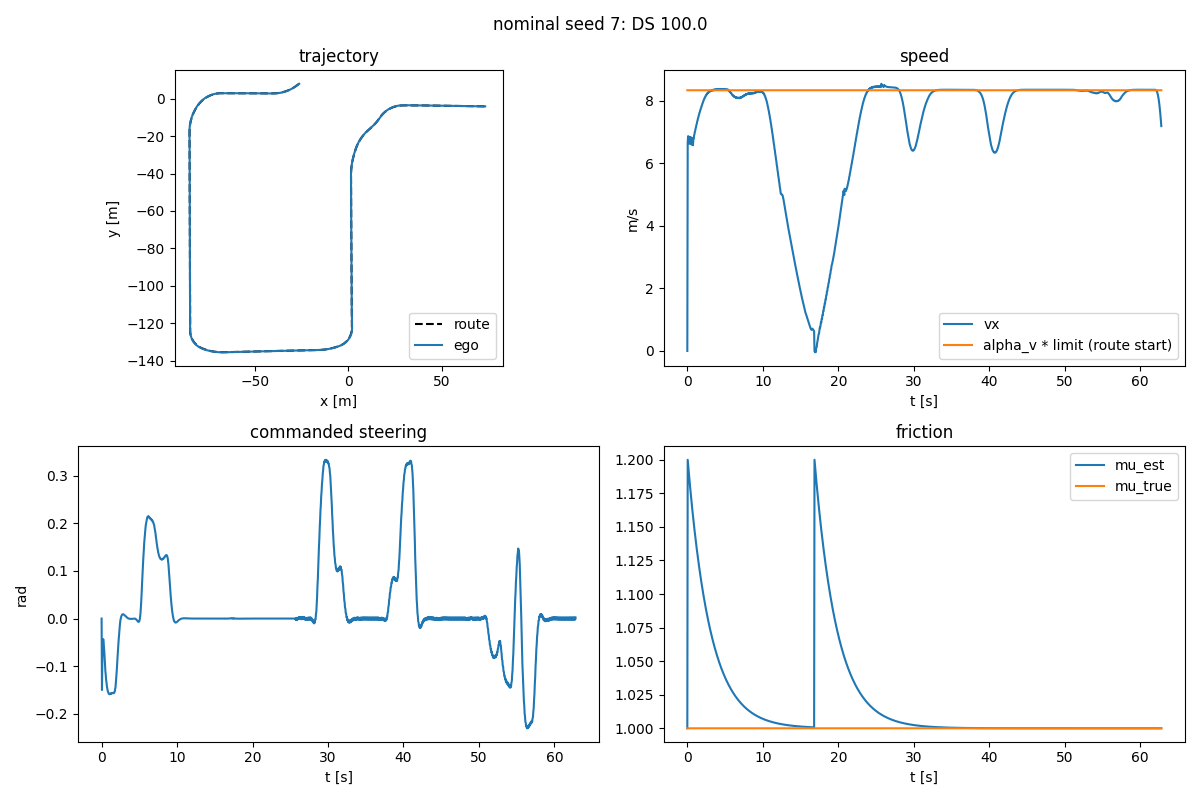 nominal seed 7: DS 100.0
trajectory
0
−20
−40
−60
−80
−100
−120
−140
y [m]
−50
0
50
x [m]
route
ego
speed
8
6
4
2
0
m/s
0
10
20
30
40
50
60
t [s]
vx
alpha_v * limit (route start)
commanded steering
0.3
0.2
0.1
0.0
−0.1
−0.2
rad
0
10
20
30
40
50
60
t [s]
friction
1.200
1.175
1.150
1.125
1.100
1.075
1.050
1.025
1.000
0
10
20
30
40
50
60
t [s]
mu_est
mu_true